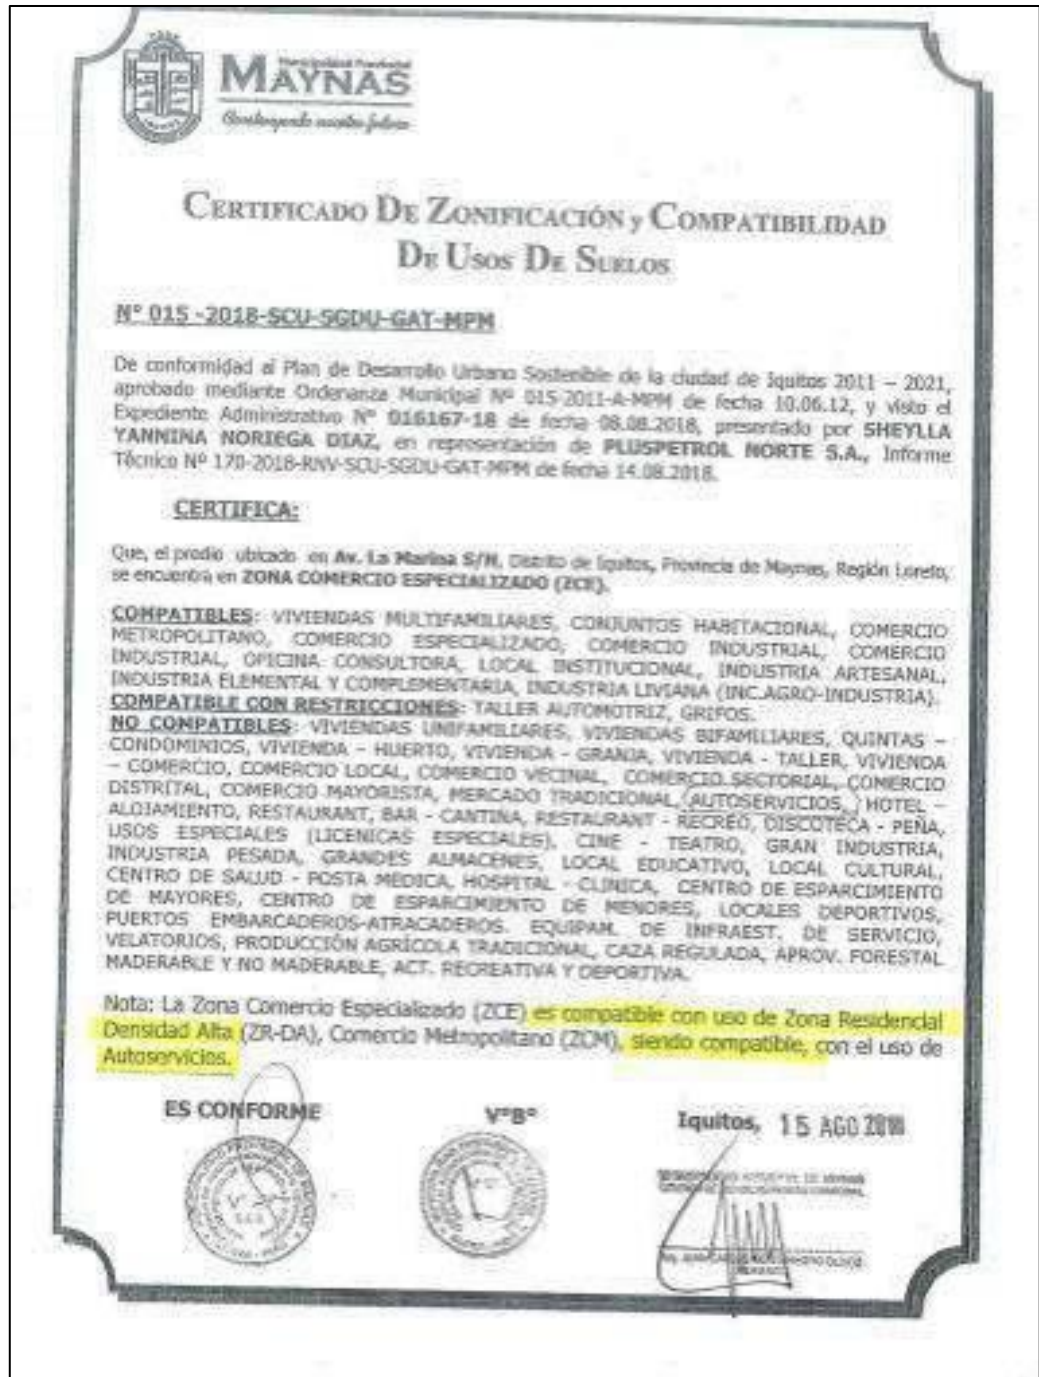 Municipalidad Provincial
MAYNAS
Construyendo nuestro futuro
CERTIFICADO DE ZONIFICACIÓN y COMPATIBILIDAD
DE USOS DE SUELOS
Nº 015 -2018-SCU-SGDU-GAT-MPM
De conformidad al Plan de Desarrollo Urbano Sostenible de la ciudad de Iquitos 2011 – 2021,
aprobado mediante Ordenanza Municipal Nº 015-2011-A-MPM de fecha 10.06.12, y visto el
Expediente Administrativo Nº 016167-18 de fecha 08.08.2018, presentado por SHEYLLA
YANNINA NORIEGA DIAZ, en representación de PLUSPETROL NORTE S.A., Informe
Técnico Nº 170-2018-RNV-SCU-SGDU-GAT-MPM de fecha 14.08.2018.
CERTIFICA:
Que, el predio ubicado en Av. La Marina S/N, Distrito de Iquitos, Provincia de Maynas, Región Loreto,
se encuentra en ZONA COMERCIO ESPECIALIZADO (ZCE).
COMPATIBLES: VIVIENDAS MULTIFAMILIARES, CONJUNTOS HABITACIONAL, COMERCIO
METROPOLITANO, COMERCIO ESPECIALIZADO, COMERCIO INDUSTRIAL, COMERCIO
INDUSTRIAL, OFICINA CONSULTORA, LOCAL INSTITUCIONAL, INDUSTRIA ARTESANAL,
INDUSTRIA ELEMENTAL Y COMPLEMENTARIA, INDUSTRIA LIVIANA (INC.AGRO-INDUSTRIA).
COMPATIBLE CON RESTRICCIONES: TALLER AUTOMOTRIZ, GRIFOS.
NO COMPATIBLES: VIVIENDAS UNIFAMILIARES, VIVIENDAS BIFAMILIARES, QUINTAS –
CONDOMINIOS, VIVIENDA – HUERTO, VIVIENDA - GRANJA, VIVIENDA - TALLER, VIVIENDA
– COMERCIO, COMERCIO LOCAL, COMERCIO VECINAL, COMERCIO SECTORIAL, COMERCIO
DISTRITAL, COMERCIO MAYORISTA, MERCADO TRADICIONAL, AUTOSERVICIOS, HOTEL –
ALOJAMIENTO, RESTAURANT, BAR - CANTINA, RESTAURANT - RECREO, DISCOTECA - PEÑA,
USOS ESPECIALES (LICENICAS ESPECIALES), CINE - TEATRO, GRAN INDUSTRIA,
INDUSTRIA PESADA, GRANDES ALMACENES, LOCAL EDUCATIVO, LOCAL CULTURAL,
CENTRO DE SALUD - POSTA MEDICA, HOSPITAL - CLINICA, CENTRO DE ESPARCIMIENTO
DE MAYORES, CENTRO DE ESPARCIMIENTO DE MENORES, LOCALES DEPORTIVOS,
PUERTOS EMBARCADEROS-ATRACADEROS. EQUIPAM. DE INFRAEST. DE SERVICIO,
VELATORIOS, PRODUCCIÓN AGRÍCOLA TRADICIONAL, CAZA REGULADA, APROV. FORESTAL
MADERABLE Y NO MADERABLE, ACT. RECREATIVA Y DEPORTIVA.
Nota: La Zona Comercio Especializado (ZCE) es compatible con uso de Zona Residencial
Densidad Alta (ZR-DA), Comercio Metropolitano (ZCM), siendo compatible, con el uso de
Autoservicios.
ES CONFORME
VºBº
Iquitos, 15 AGO 2018